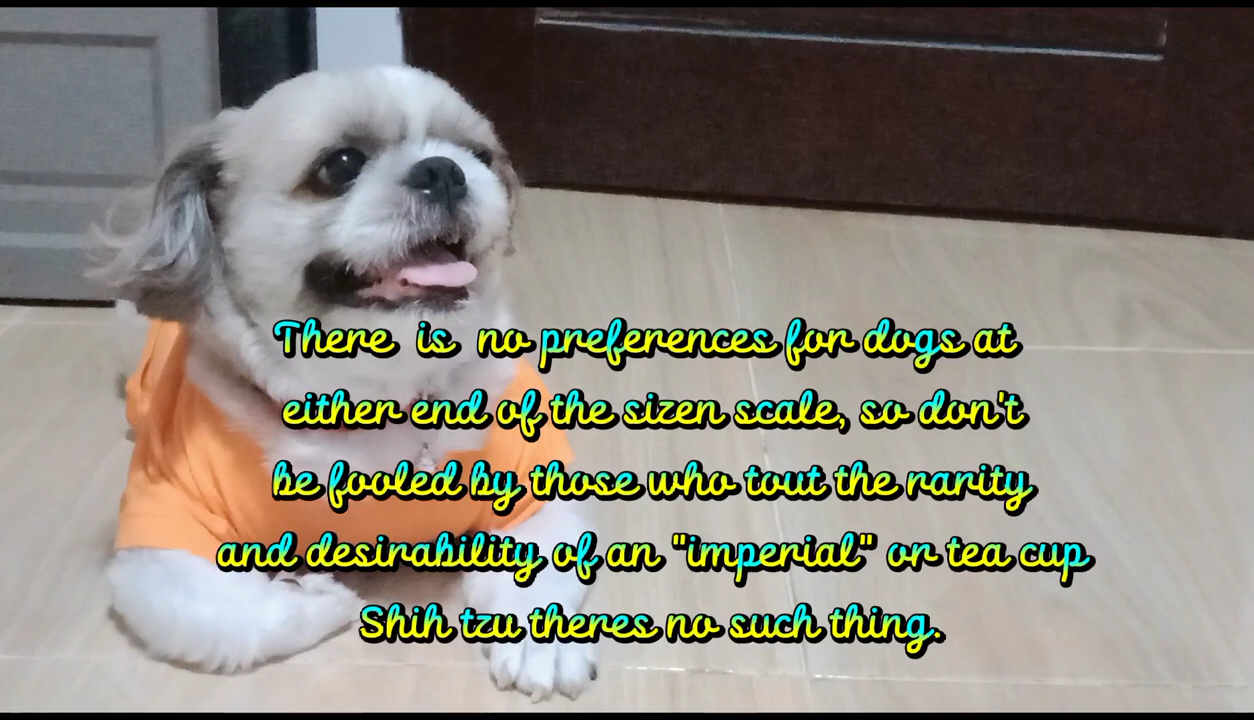 There is no preferences for dogs at
either end of the sizen scale, so don't
be fooled by those who tout the rarity
and desirability of an "imperial" or tea cup
Shih tzu theres no such thing.